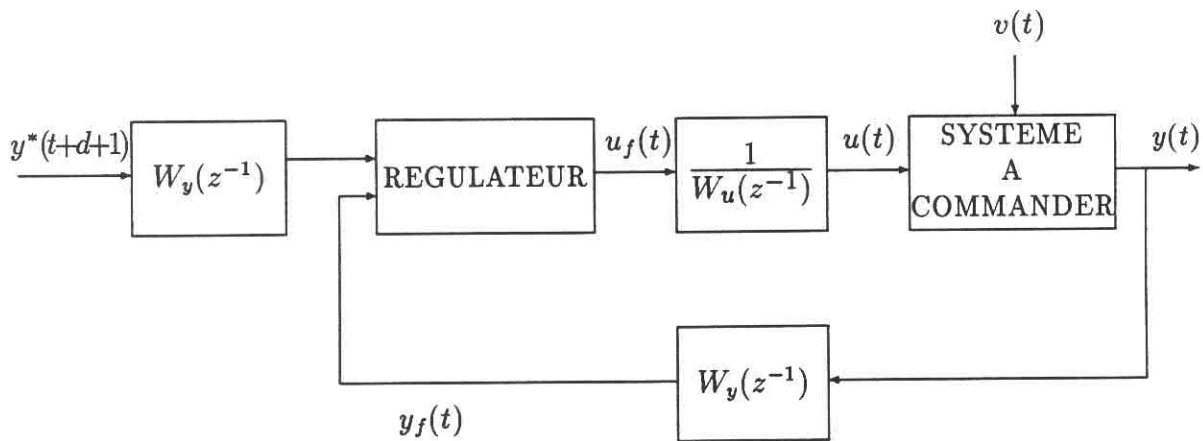 v(t)
y*(t+d+1)
W_y(z^{-1})
REGULATEUR
u_f(t)
1
W_u(z^{-1})
u(t)
SYSTEME
A
COMMANDER
y(t)
W_y(z^{-1})
y_f(t)